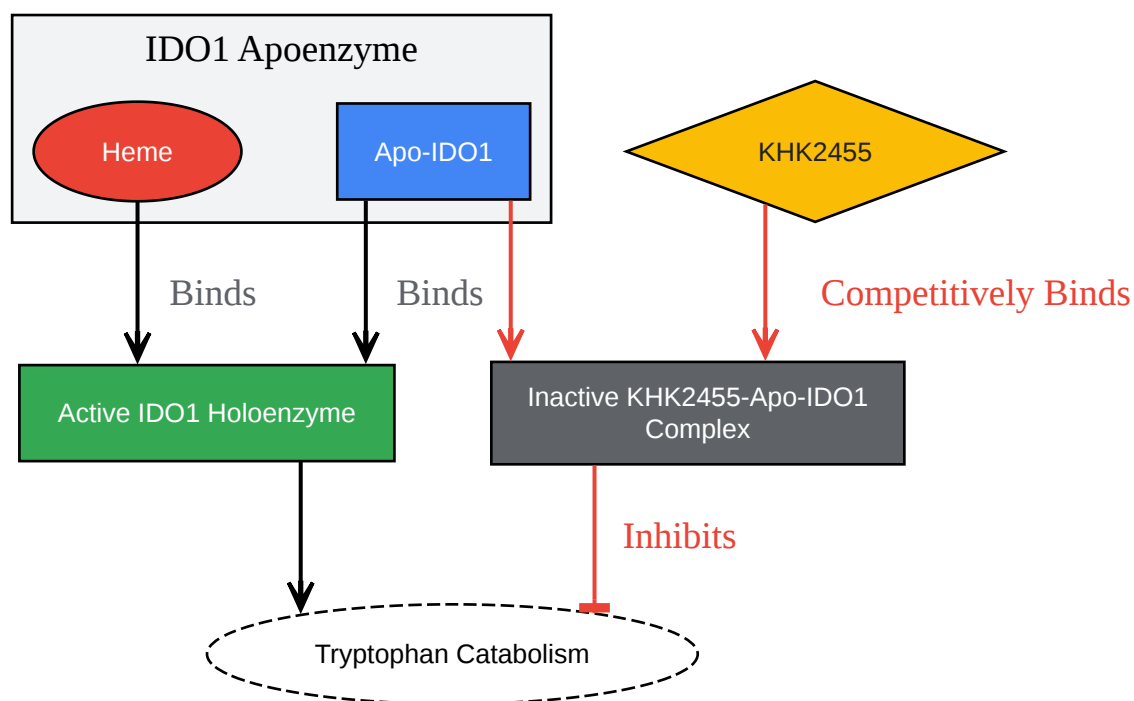 IDO1 Apoenzyme
Heme
Apo-IDO1
KHK2455
Binds
Binds
Competitively Binds
Active IDO1 Holoenzyme
Inactive KHK2455-Apo-IDO1
Complex
Inhibits
Tryptophan Catabolism